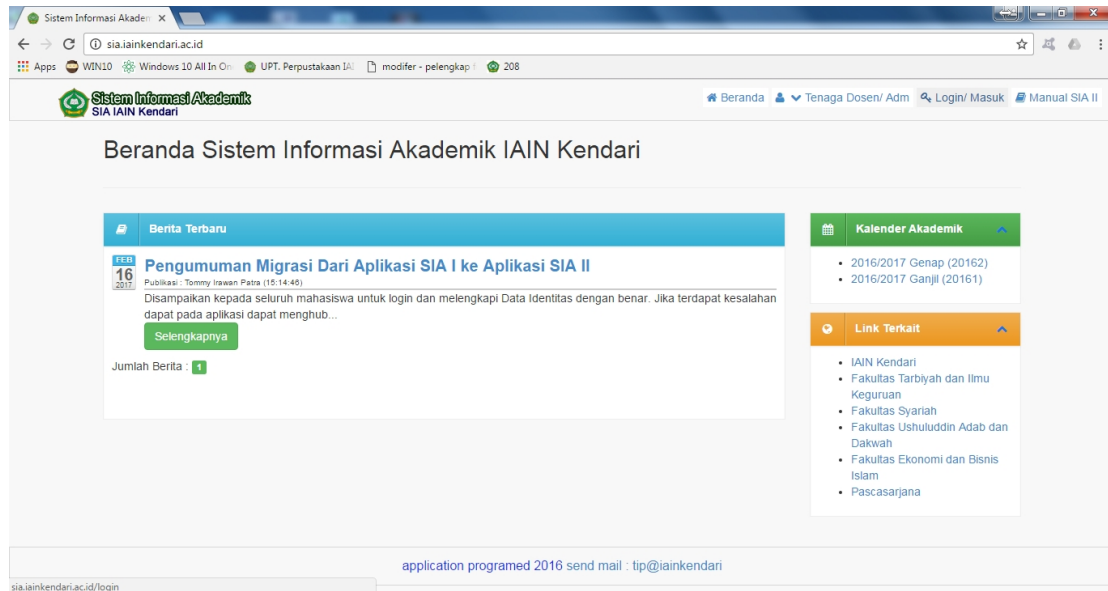 Sistem Informasi Akadem
sia.iainkendari.ac.id
Apps WIN10 Windows 10 All In On UPT. Perpustakaan IAI modifer - pelengkap f 208
Sistem Informasi Akademik
SIA IAIN Kendari
Beranda Tenaga Dosen/ Adm Login/ Masuk Manual SIA II
Beranda Sistem Informasi Akademik IAIN Kendari
Berita Terbaru
FEB
16
2017
Pengumuman Migrasi Dari Aplikasi SIA I ke Aplikasi SIA II
Publikasi : Tommy Irawan Patra (15:14:46)
Disampaikan kepada seluruh mahasiswa untuk login dan melengkapi Data Identitas dengan benar. Jika terdapat kesalahan
dapat pada aplikasi dapat menghub...
Selengkapnya
Jumlah Berita : 1
Kalender Akademik
2016/2017 Genap (20162)
2016/2017 Ganjil (20161)
Link Terkait
IAIN Kendari
Fakultas Tarbiyah dan Ilmu
Keguruan
Fakultas Syariah
Fakultas Ushuluddin Adab dan
Dakwah
Fakultas Ekonomi dan Bisnis
Islam
Pascasarjana
application programed 2016 send mail : tip@iainkendari
sia.iainkendari.ac.id/login